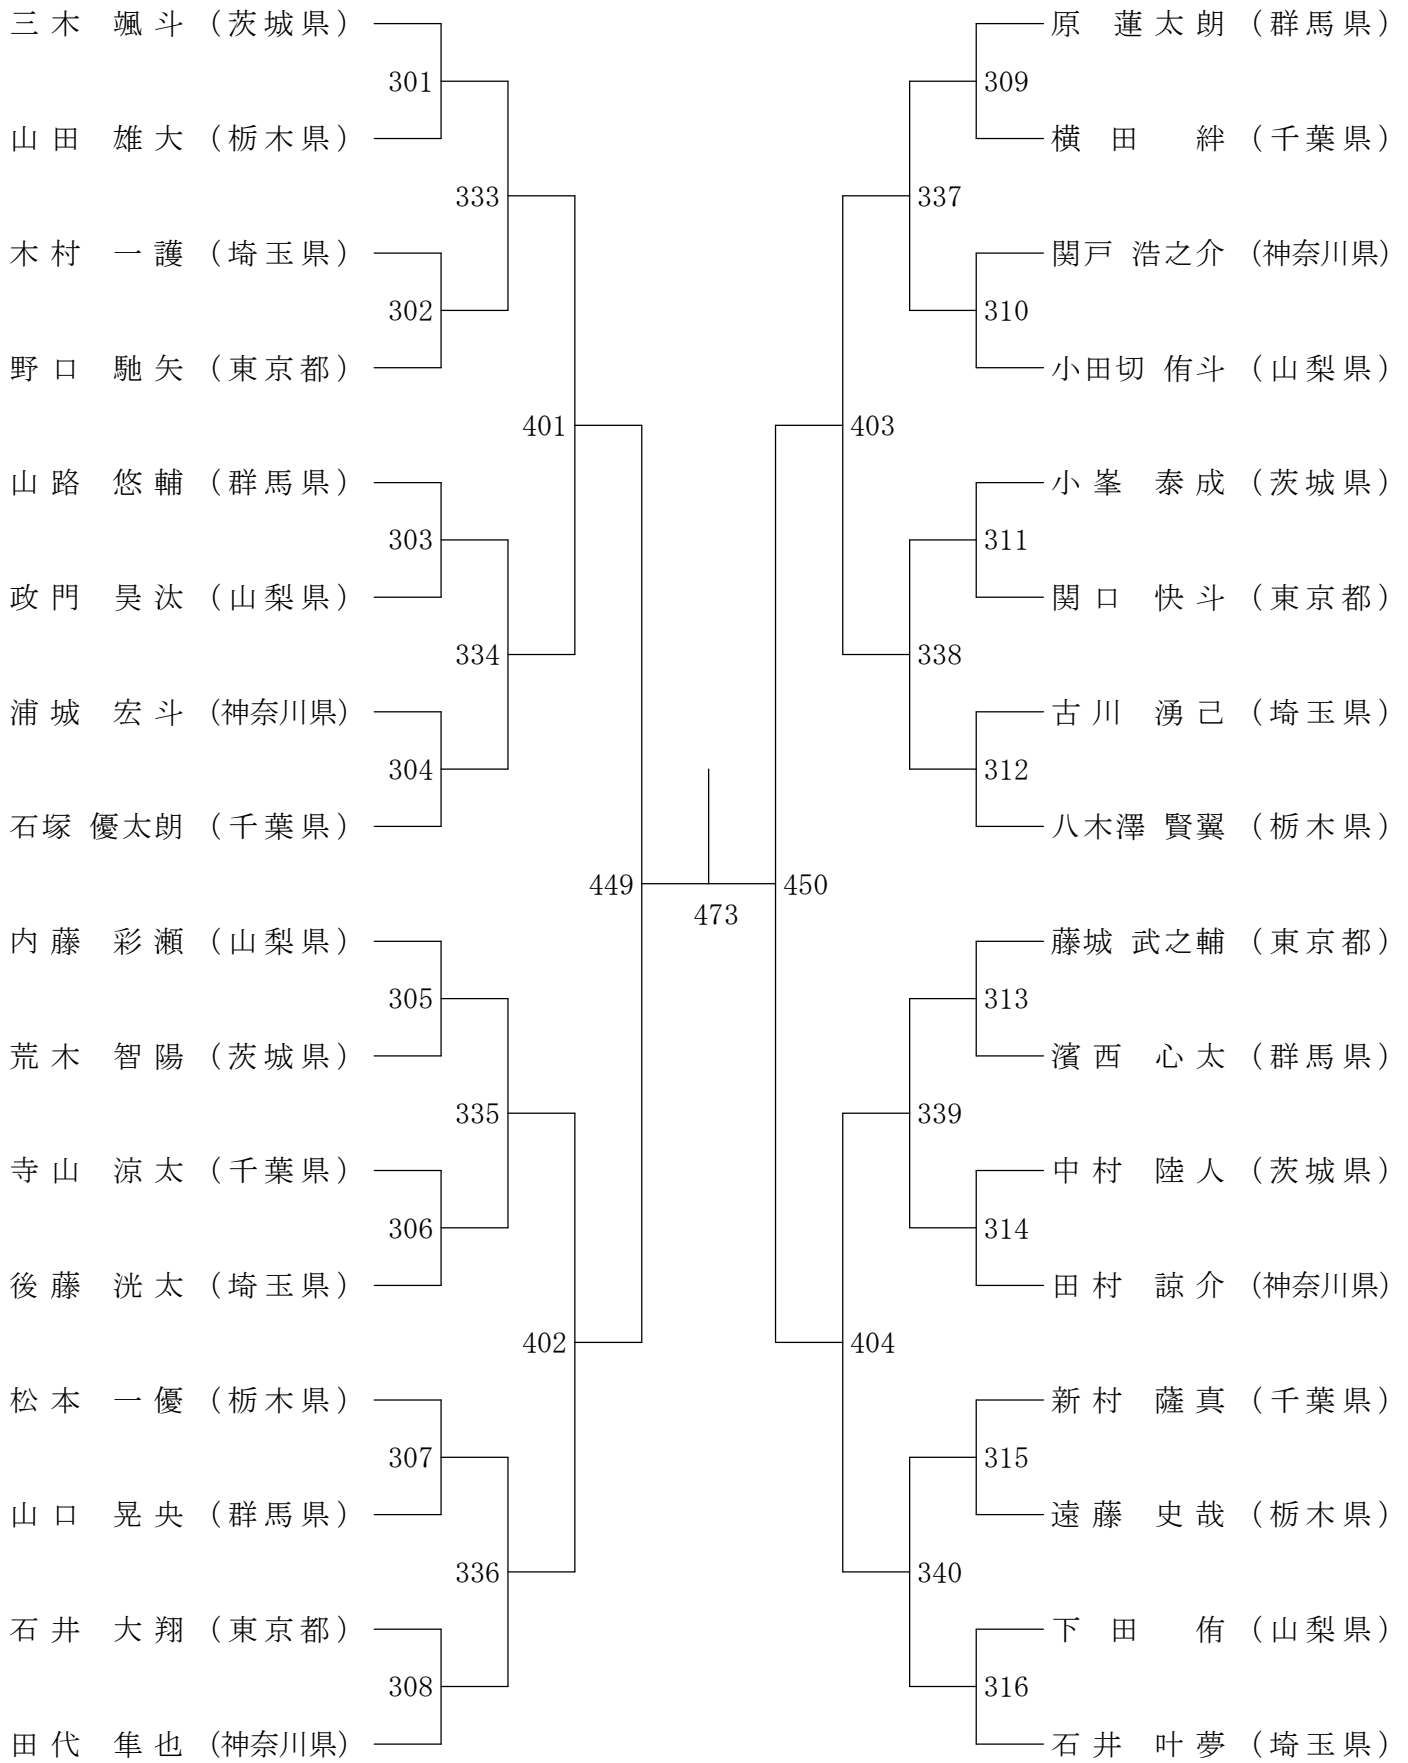 三木 颯斗 (茨城県)
301
山田 雄大 (栃木県)
333
木村 一護 (埼玉県)
302
野口 馳矢 (東京都)
401
山路 悠輔 (群馬県)
303
政門 昊汰 (山梨県)
334
浦城 宏斗 (神奈川県)
304
石塚 優太朗 (千葉県)
449
内藤 彩瀬 (山梨県)
305
荒木 智陽 (茨城県)
335
寺山 涼太 (千葉県)
306
後藤 洸太 (埼玉県)
402
松本 一優 (栃木県)
307
山口 晃央 (群馬県)
336
石井 大翔 (東京都)
308
田代 隼也 (神奈川県)
473
原 蓮太朗 (群馬県)
309
横田 絆 (千葉県)
337
関戸 浩之介 (神奈川県)
310
小田切 侑斗 (山梨県)
403
小峯 泰成 (茨城県)
311
関口 快斗 (東京都)
338
古川 湧己 (埼玉県)
312
八木澤 賢翼 (栃木県)
450
藤城 武之輔 (東京都)
313
濱西 心太 (群馬県)
339
中村 陸人 (茨城県)
314
田村 諒介 (神奈川県)
404
新村 薩真 (千葉県)
315
遠藤 史哉 (栃木県)
340
下田 侑 (山梨県)
316
石井 叶夢 (埼玉県)